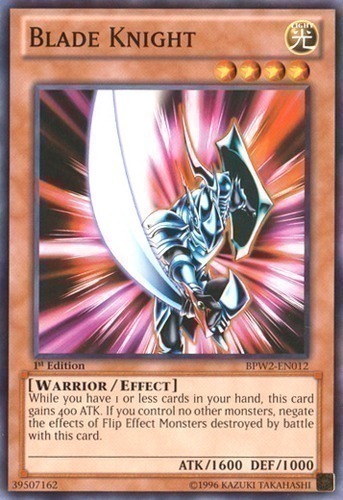 BLADE KNIGHT
LIGHT
光
1st Edition
BPW2-EN012
[WARRIOR / EFFECT]
While you have 1 or less cards in your hand, this card
gains 400 ATK. If you control no other monsters, negate
the effects of Flip Effect Monsters destroyed by battle
with this card.
ATK/1600 DEF/1000
39507162
©1996 KAZUKI TAKAHASHI